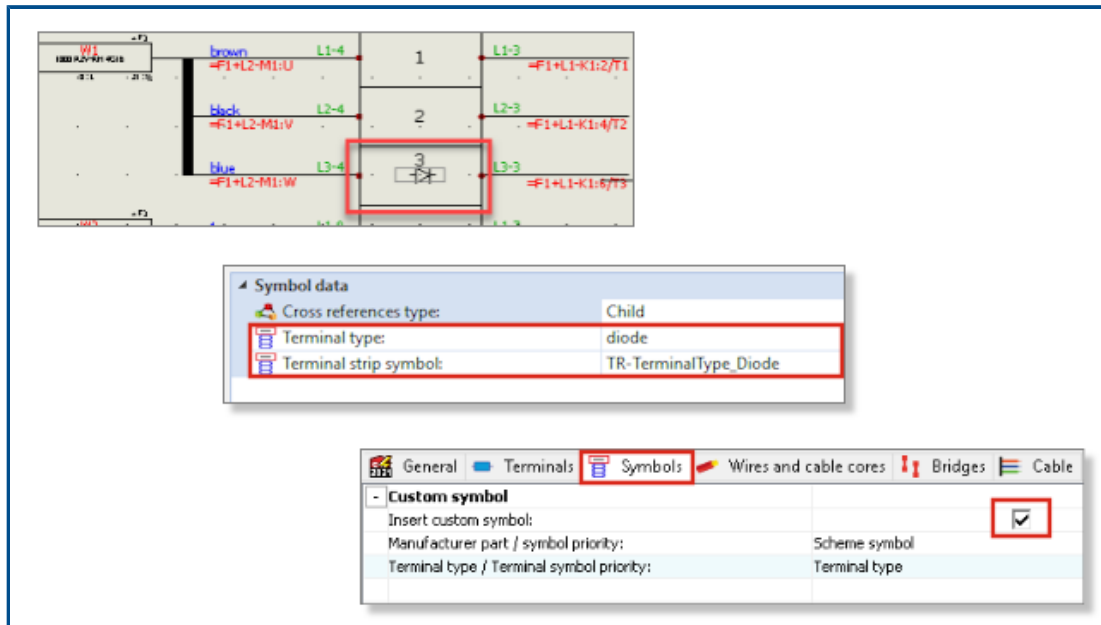 W1
brown L1-4 1 L1-3
=F1+L2-M1:U =F1+L1-K1:2/T1
black L2-4 2 L2-3
=F1+L2-M1:V =F1+L1-K1:4/T2
3
blue L3-4 L3-3
=F1+L2-M1:W =F1+L1-K1:6/T3
Symbol data
Cross references type: Child
Terminal type: diode
Terminal strip symbol: TR-TerminalType_Diode
General Terminals Symbols Wires and cable cores Bridges Cable
- Custom symbol
Insert custom symbol:
Manufacturer part / symbol priority: Scheme symbol
Terminal type / Terminal symbol priority: Terminal type